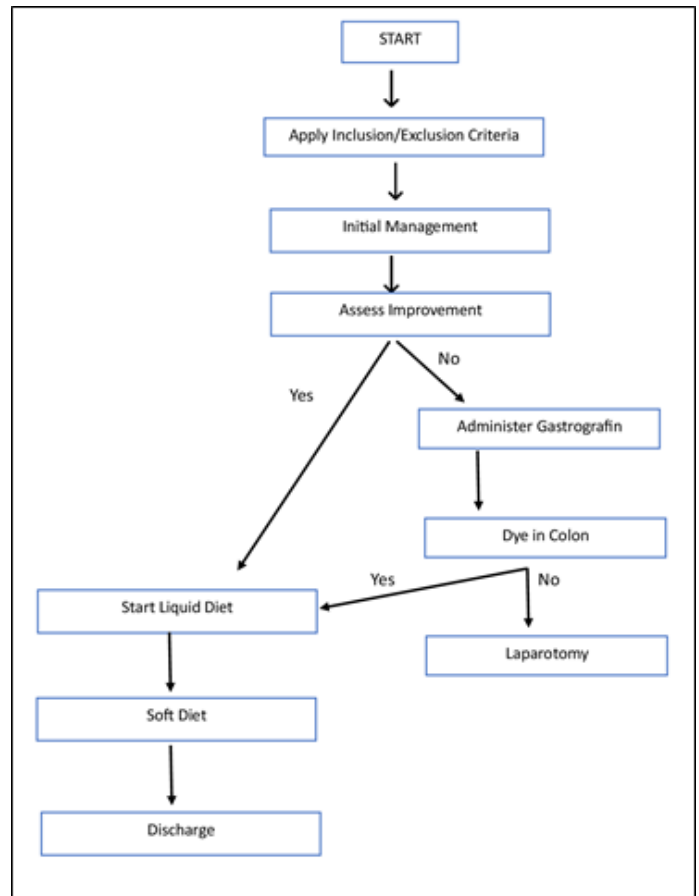 START
Apply Inclusion/Exclusion Criteria
Initial Management
Assess Improvement
No
Yes
Administer Gastrografin
Dye in Colon
Yes
No
Start Liquid Diet
Laparotomy
Soft Diet
Discharge